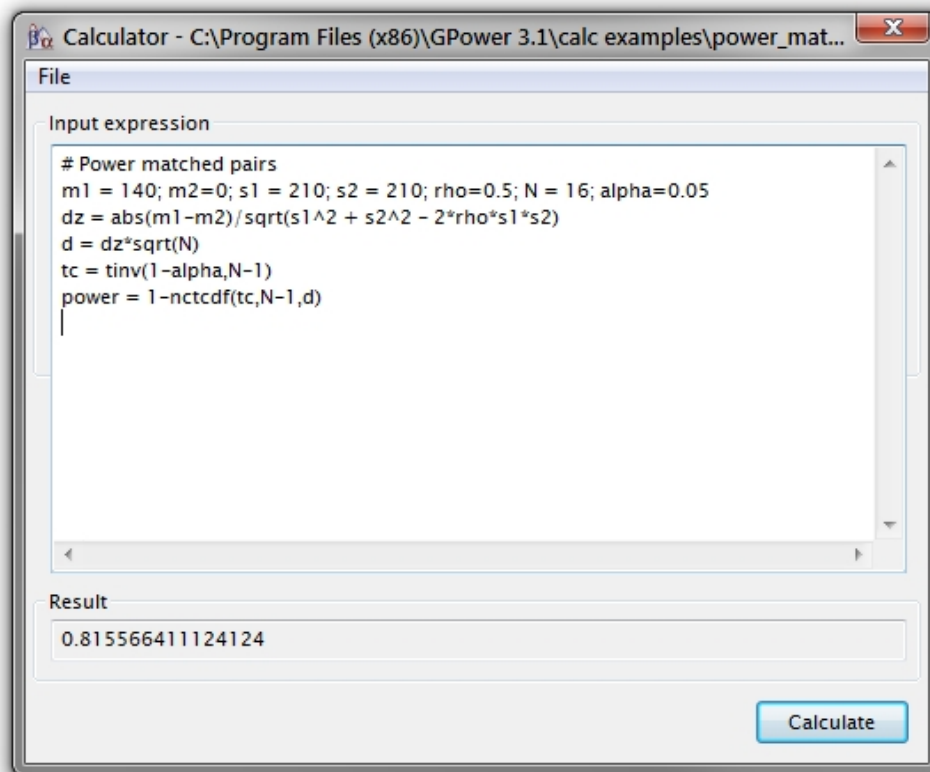 Calculator - C:\Program Files (x86)\GPower 3.1\calc examples\power_mat...
File
Input expression
# Power matched pairs
m1 = 140; m2=0; s1 = 210; s2 = 210; rho=0.5; N = 16; alpha=0.05
dz = abs(m1-m2)/sqrt(s1^2 + s2^2 - 2*rho*s1*s2)
d = dz*sqrt(N)
tc = tinv(1-alpha,N-1)
power = 1-nctcdf(tc,N-1,d)
Result
0.815566411124124
Calculate